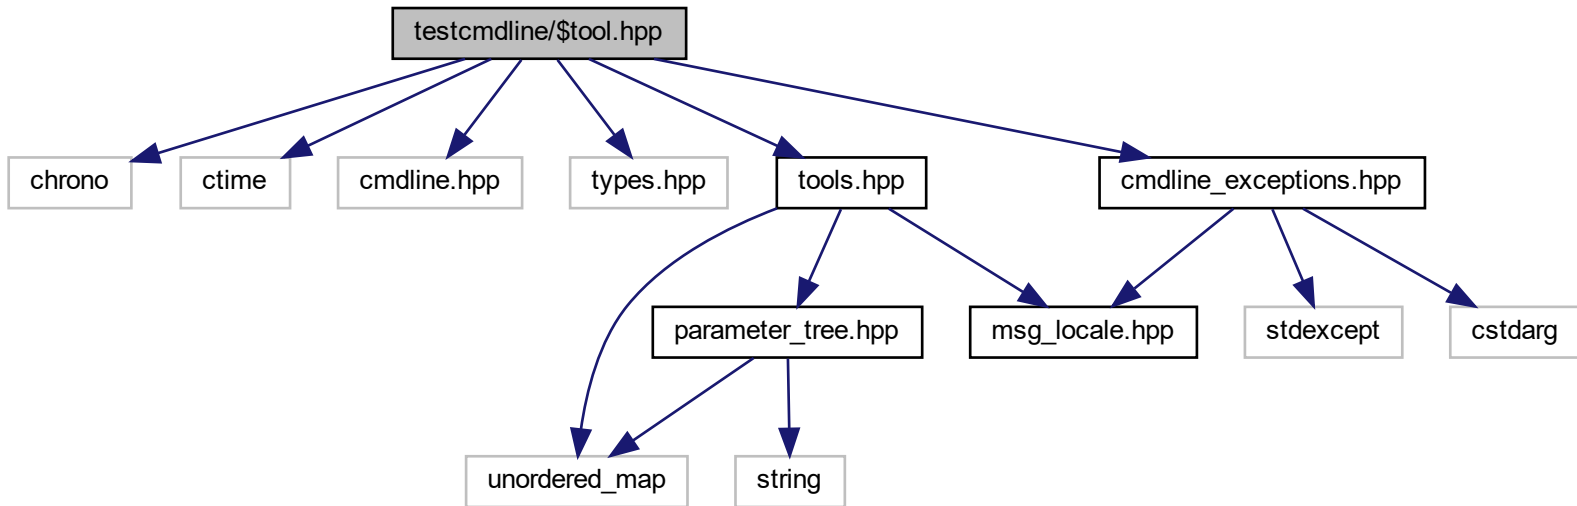 testcmdline/$tool.hpp
chrono
ctime
cmdline.hpp
types.hpp
tools.hpp
cmdline_exceptions.hpp
parameter_tree.hpp
msg_locale.hpp
stdexcept
cstdarg
unordered_map
string